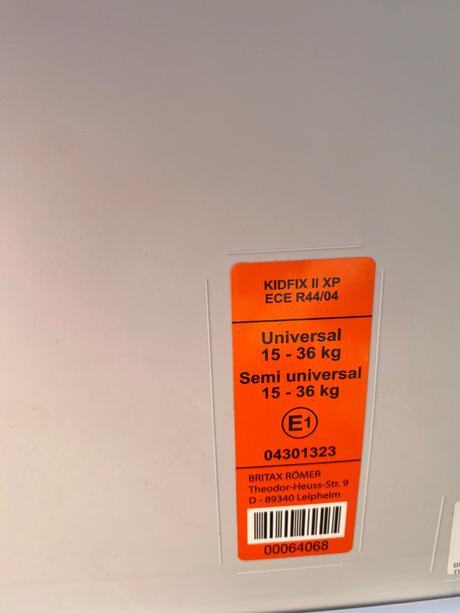 KIDFIX II XP
ECE R44/04
Universal
15 - 36 kg
Semi universal
15 - 36 kg
E1
04301323
BRITAX RÖMER
Theodor-Heuss-Str. 9
D - 89340 Leipheim
00064068